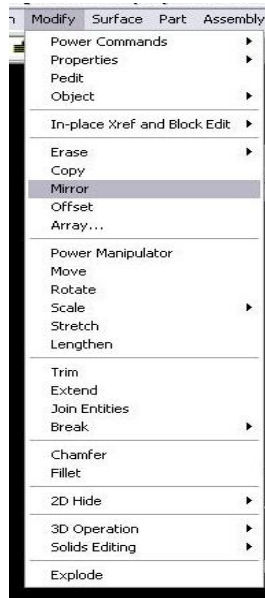 Modify Surface Part Assembly
Power Commands
Properties
Pedit
Object
In-place Xref and Block Edit
Erase
Copy
Mirror
Offset
Array...
Power Manipulator
Move
Rotate
Scale
Stretch
Lengthen
Trim
Extend
Join Entities
Break
Chamfer
Fillet
2D Hide
3D Operation
Solids Editing
Explode